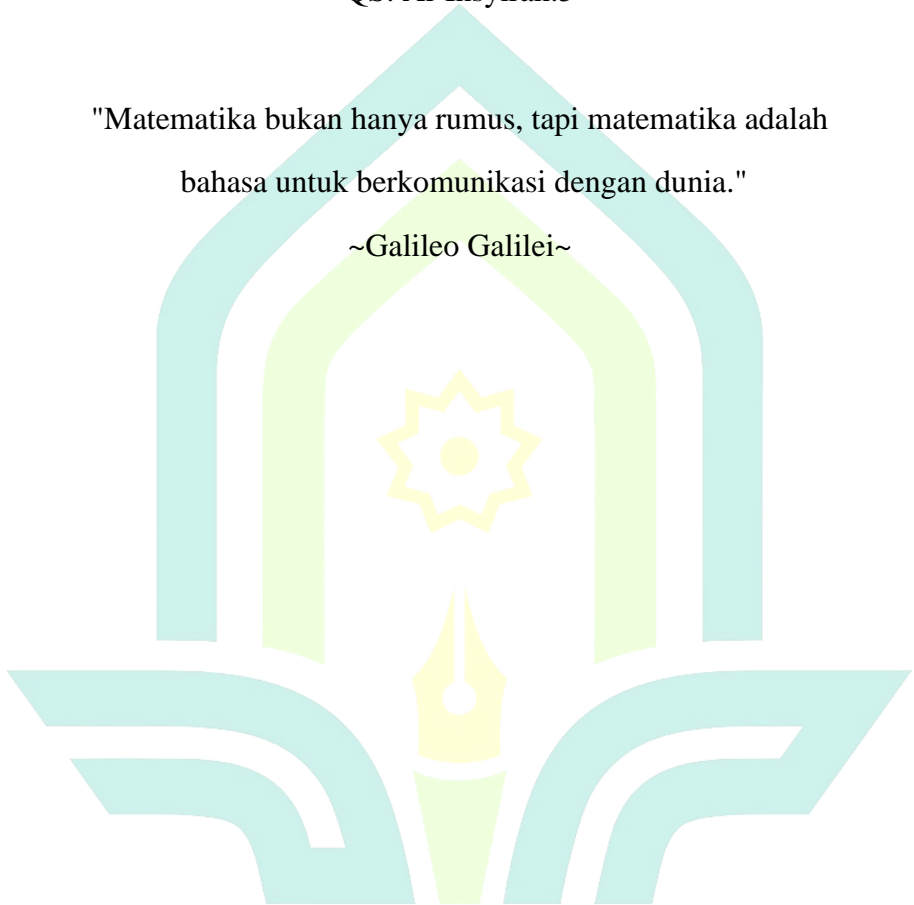 "Matematika bukan hanya rumus, tapi matematika adalah
bahasa untuk berkomunikasi dengan dunia."
~Galileo Galilei~